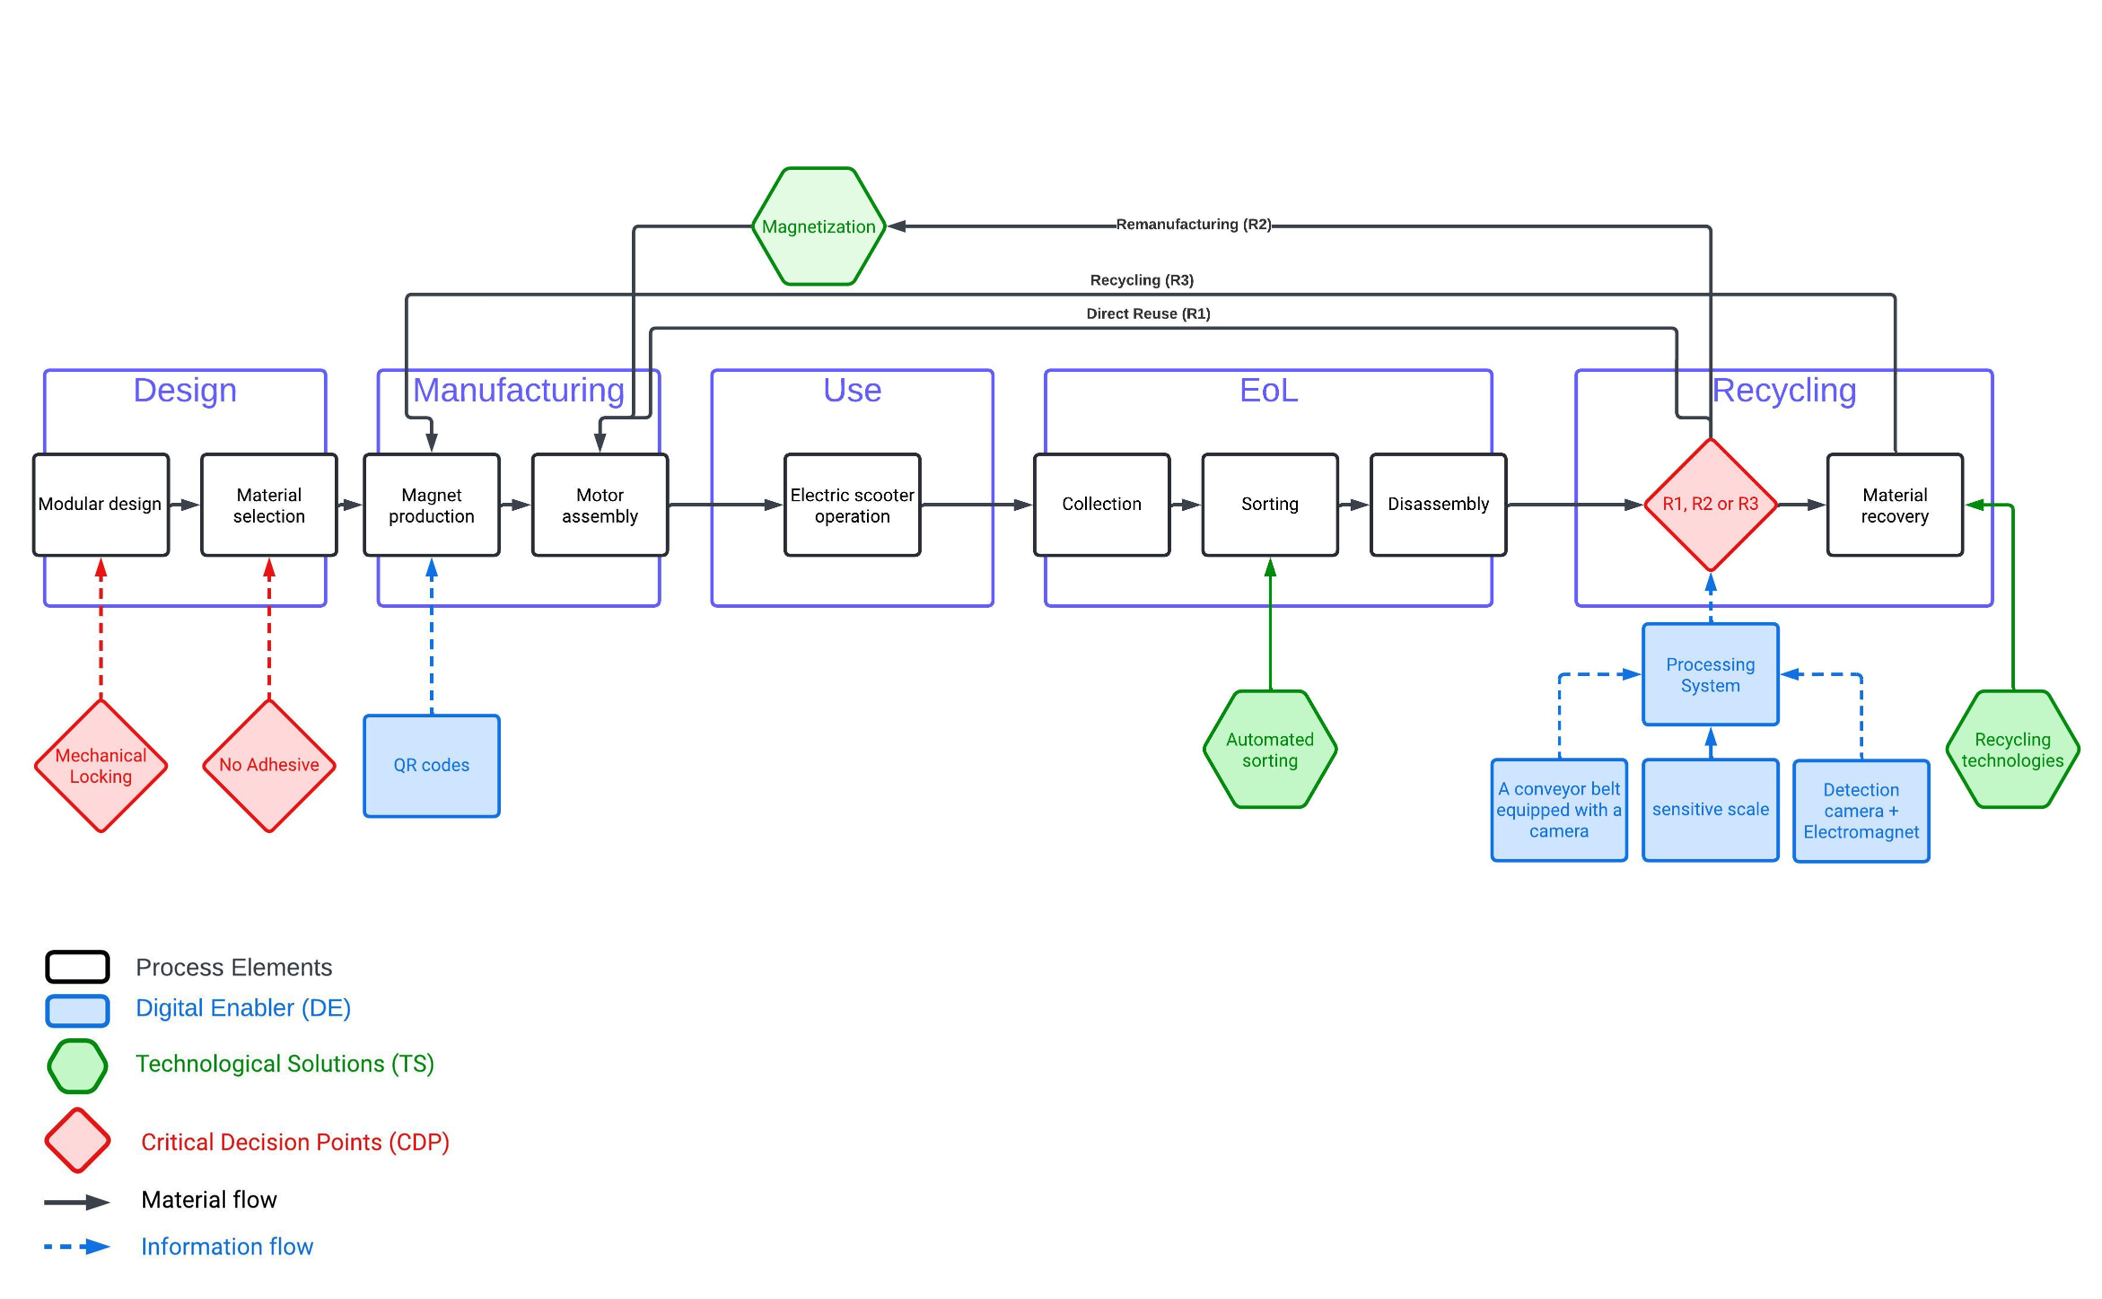 Magnetization
Remanufacturing (R2)
Recycling (R3)
Direct Reuse (R1)
Design
Manufacturing
Use
EoL
Recycling
Modular design
Material
selection
Magnet
production
Motor
assembly
Electric scooter
operation
Collection
Sorting
Disassembly
R1, R2 or R3
Material
recovery
Mechanical
Locking
No Adhesive
QR codes
Automated
sorting
Processing
System
A conveyor belt
equipped with a
camera
sensitive scale
Detection
camera +
Electromagnet
Recycling
technologies
Process Elements
Digital Enabler (DE)
Technological Solutions (TS)
Critical Decision Points (CDP)
Material flow
Information flow